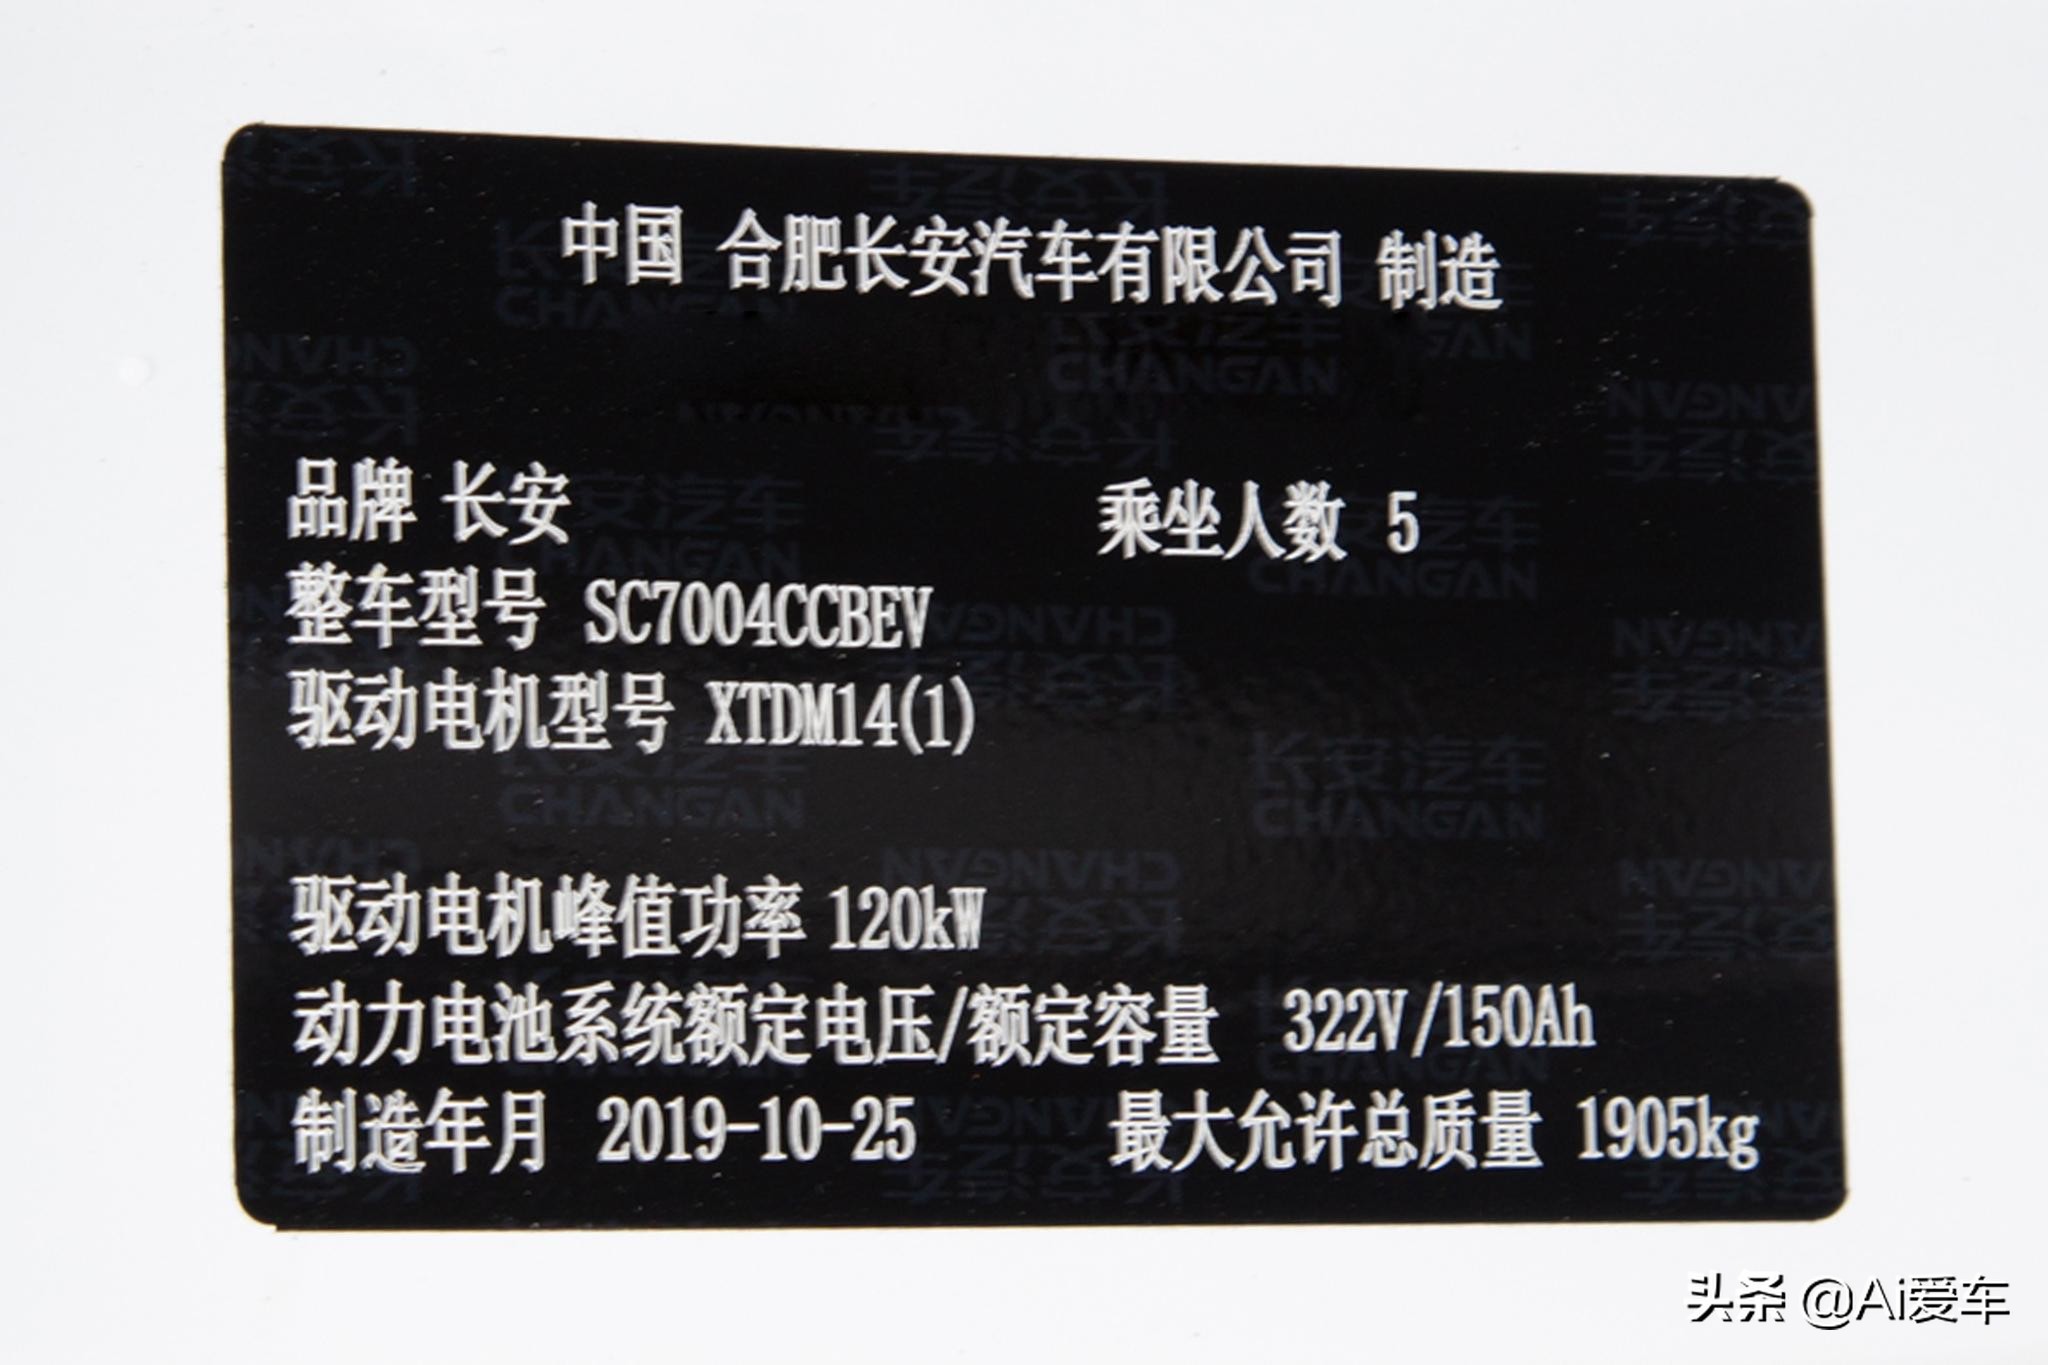 中国 合肥长安汽车有限公司 制造
品牌 长安 乘坐人数 5
整车型号 SC7004CCBEV
驱动电机型号 XTDM14(1)
驱动电机峰值功率 120kW
动力电池系统额定电压/额定容量 322V/150Ah
制造年月 2019-10-25 最大允许总质量 1905kg
头条 @Ai爱车